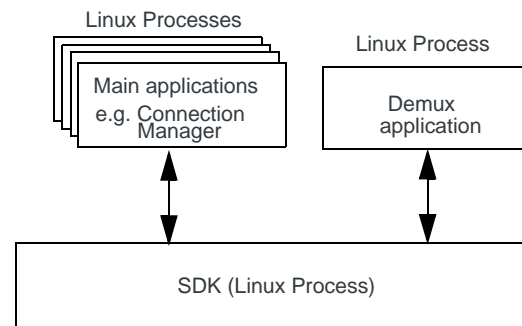 Linux Processes
Main applications
e.g. Connection
Manager
Linux Process
Demux
application
SDK (Linux Process)